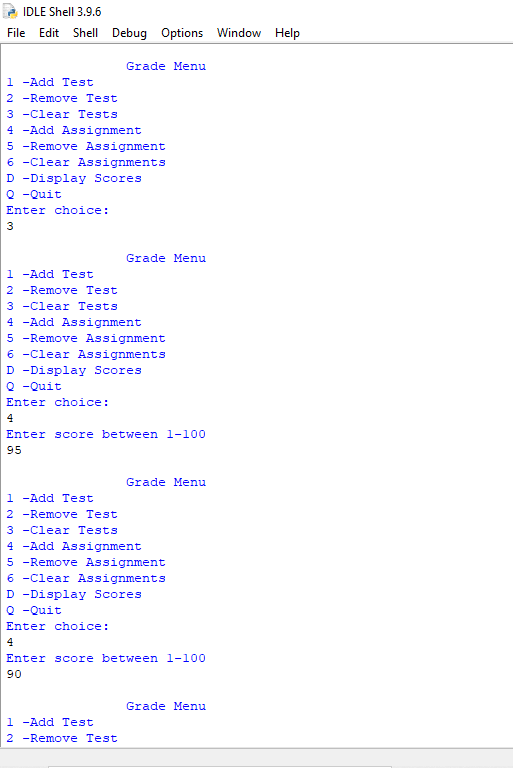 IDLE Shell 3.9.6
File Edit Shell Debug Options Window Help
Grade Menu
1 -Add Test
2 -Remove Test
3 -Clear Tests
4 -Add Assignment
5 -Remove Assignment
6 -Clear Assignments
D -Display Scores
Q -Quit
Enter choice:
3
Grade Menu
1 -Add Test
2 -Remove Test
3 -Clear Tests
4 -Add Assignment
5 -Remove Assignment
6 -Clear Assignments
D -Display Scores
Q -Quit
Enter choice:
4
Enter score between 1-100
95
Grade Menu
1 -Add Test
2 -Remove Test
3 -Clear Tests
4 -Add Assignment
5 -Remove Assignment
6 -Clear Assignments
D -Display Scores
Q -Quit
Enter choice:
4
Enter score between 1-100
90
Grade Menu
1 -Add Test
2 -Remove Test